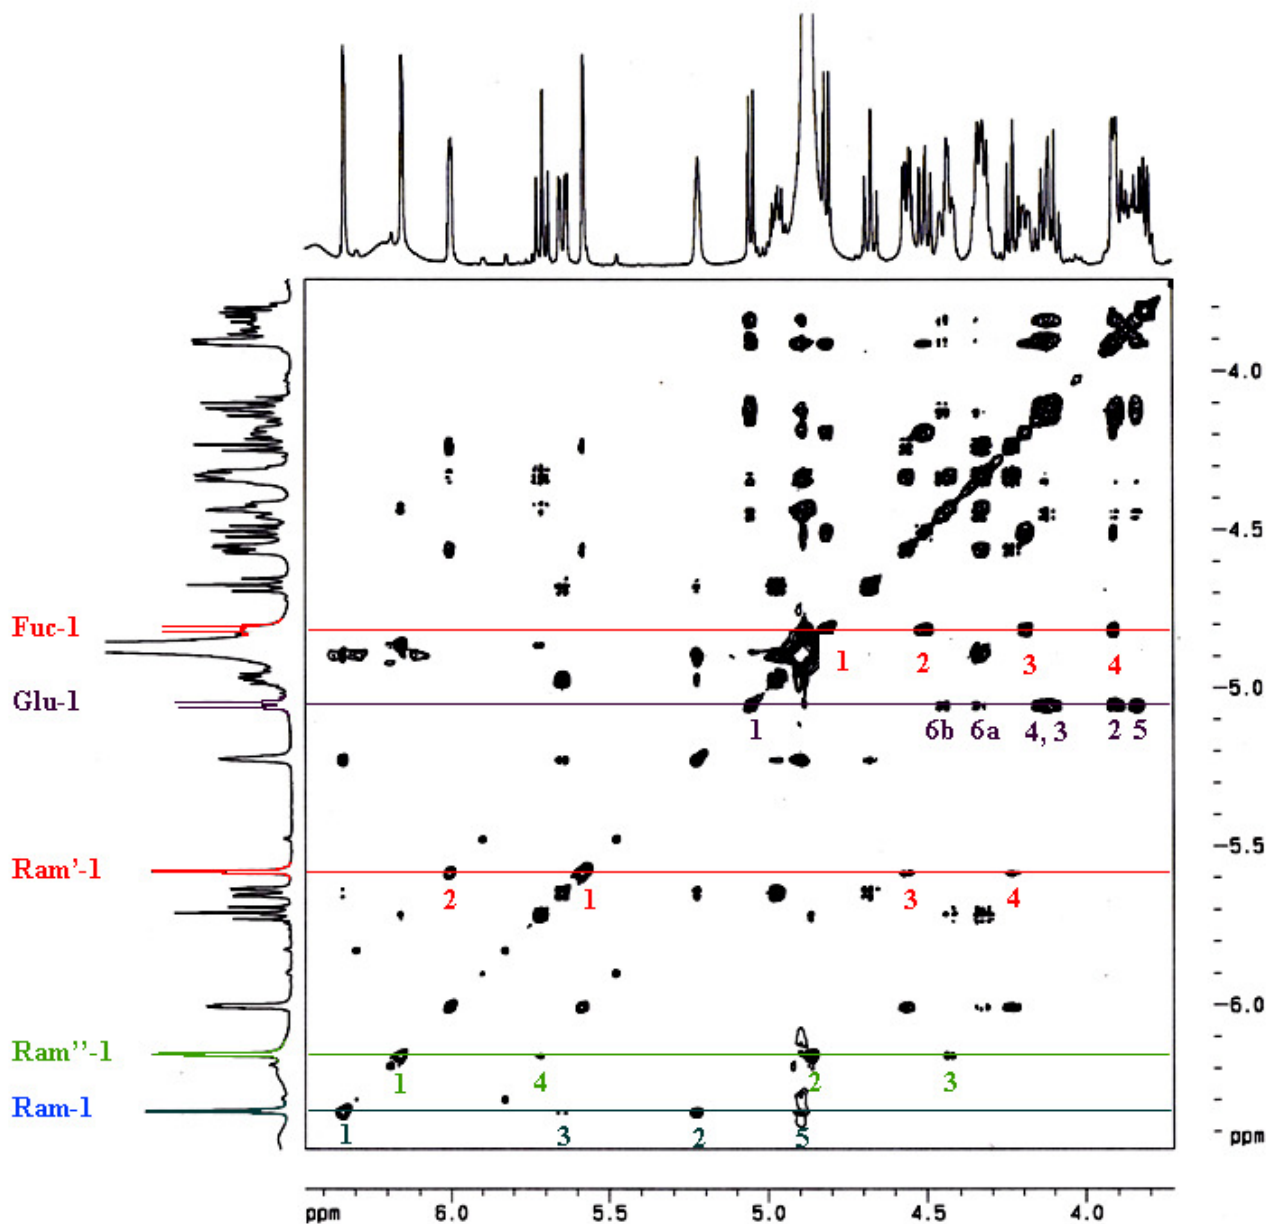 4.0
Fuc-1
1 2 3 4
Glu-1
5.0
1 6b 6a 4, 3 2 5
4.5
Ram'-1
5.5
2 1 3 4
6.0
Ram''-1
1 4 2 3
Ram-1
1 3 2 5
ppm
ppm 6.0 5.5 5.0 4.5 4.0